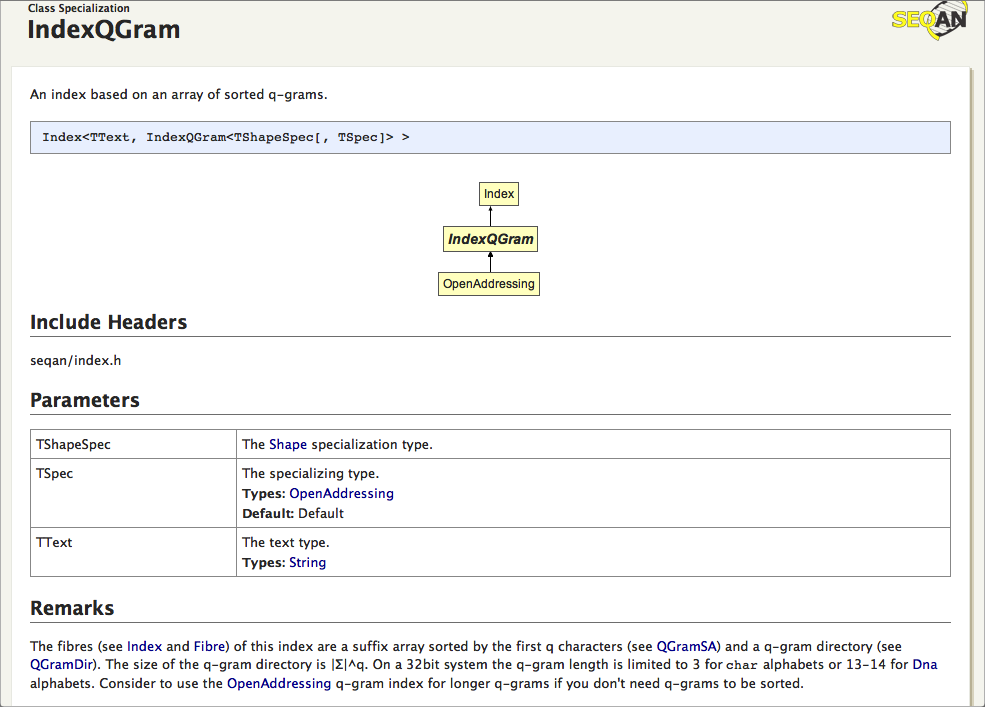 Class Specialization
IndexQGram
SEQAN
An index based on an array of sorted q-grams.
Index<TText, IndexQGram<TShapeSpec[, TSpec]> >
Index
IndexQGram
OpenAddressing
Include Headers
seqan/index.h
Parameters
TShapeSpec The Shape specialization type.
TSpec The specializing type.
Types: OpenAddressing
Default: Default
TText The text type.
Types: String
Remarks
The fibres (see Index and Fibre) of this index are a suffix array sorted by the first q characters (see QGramSA) and a q-gram directory (see
QGramDir). The size of the q-gram directory is |Σ|^q. On a 32bit system the q-gram length is limited to 3 for char alphabets or 13-14 for Dna
alphabets. Consider to use the OpenAddressing q-gram index for longer q-grams if you don't need q-grams to be sorted.